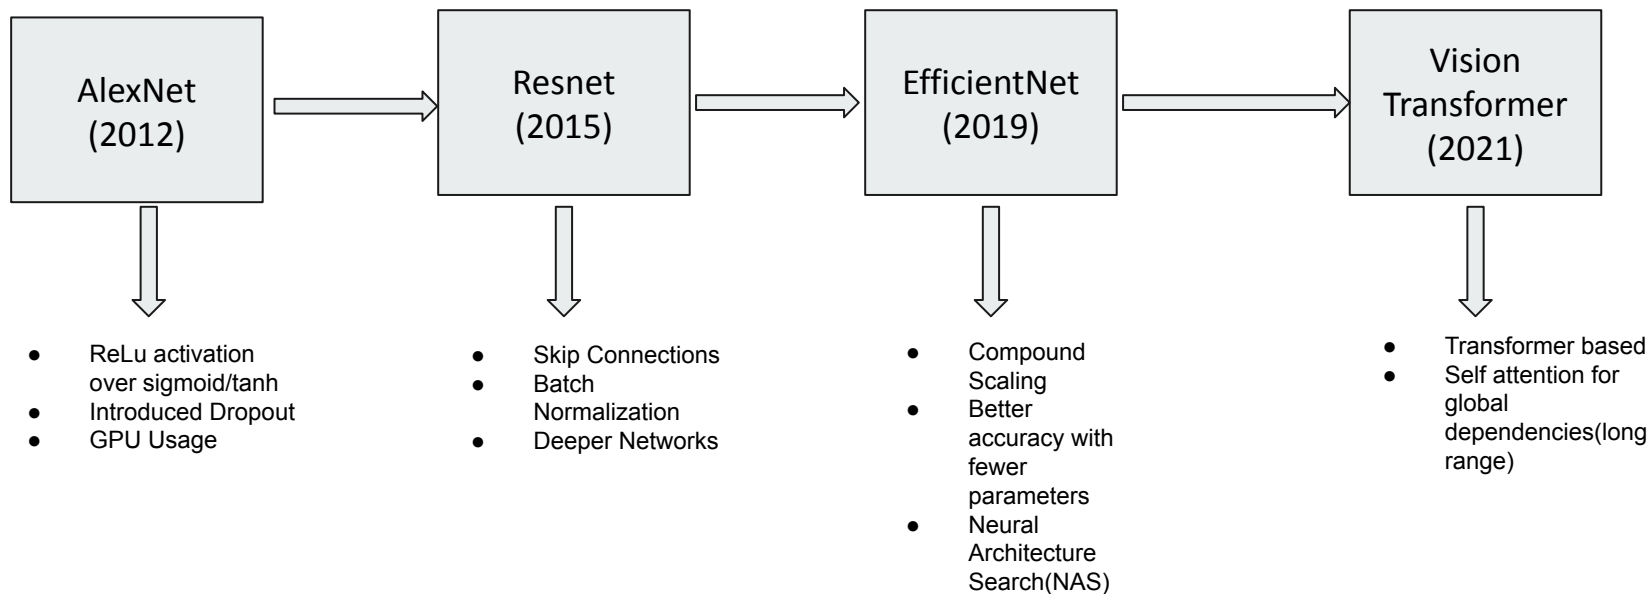 AlexNet
(2012)
Resnet
(2015)
EfficientNet
(2019)
Vision
Transformer
(2021)
● ReLu activation
over sigmoid/tanh
● Introduced Dropout
● GPU Usage
● Skip Connections
● Batch
Normalization
● Deeper Networks
● Compound
Scaling
● Better
accuracy with
fewer
parameters
● Neural
Architecture
Search(NAS)
● Transformer based
● Self attention for
global
dependencies(long
range)